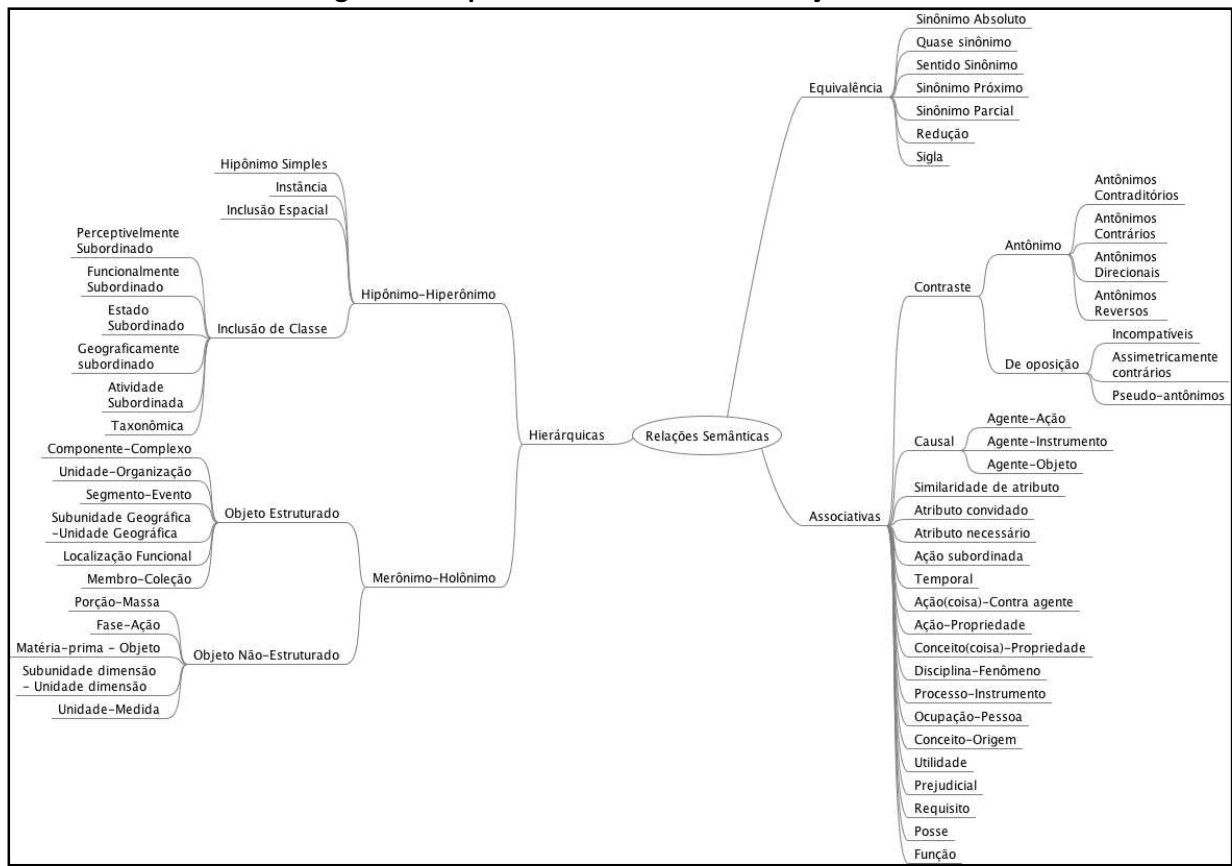 Sinônimo Absoluto
Quase sinônimo
Sentido Sinônimo
Equivalência
Sinônimo Próximo
Sinônimo Parcial
Redução
Sigla
Hipônimo Simples
Instância
Inclusão Espacial
Perceptivelmente
Subordinado
Funcionalmente
Subordinado
Estado
Subordinado
Geograficamente
subordinado
Atividade
Subordinada
Taxonômica
Inclusão de Classe
Hipônimo-Hiperônimo
Componente-Complexo
Unidade-Organização
Segmento-Evento
Subunidade Geográfica
-Unidade Geográfica
Localização Funcional
Membro-Coleção
Objeto Estruturado
Porção-Massa
Fase-Ação
Matéria-prima - Objeto
Subunidade dimensão
- Unidade dimensão
Unidade-Medida
Objeto Não-Estruturado
Merônimo-Holônimo
Hierárquicas
Relações Semânticas
Associativas
Contraste
Antônimo
Antônimos
Contraditórios
Antônimos
Contrários
Antônimos
Direcionais
Antônimos
Reversos
De oposição
Incompatíveis
Assimetricamente
contrários
Pseudo-antônimos
Causal
Agente-Ação
Agente-Instrumento
Agente-Objeto
Similaridade de atributo
Atributo convidado
Atributo necessário
Ação subordinada
Temporal
Ação(coisa)-Contra agente
Ação-Propriedade
Conceito(coisa)-Propriedade
Disciplina-Fenômeno
Processo-Instrumento
Ocupação-Pessoa
Conceito-Origem
Utilidade
Prejudicial
Requisito
Posse
Função